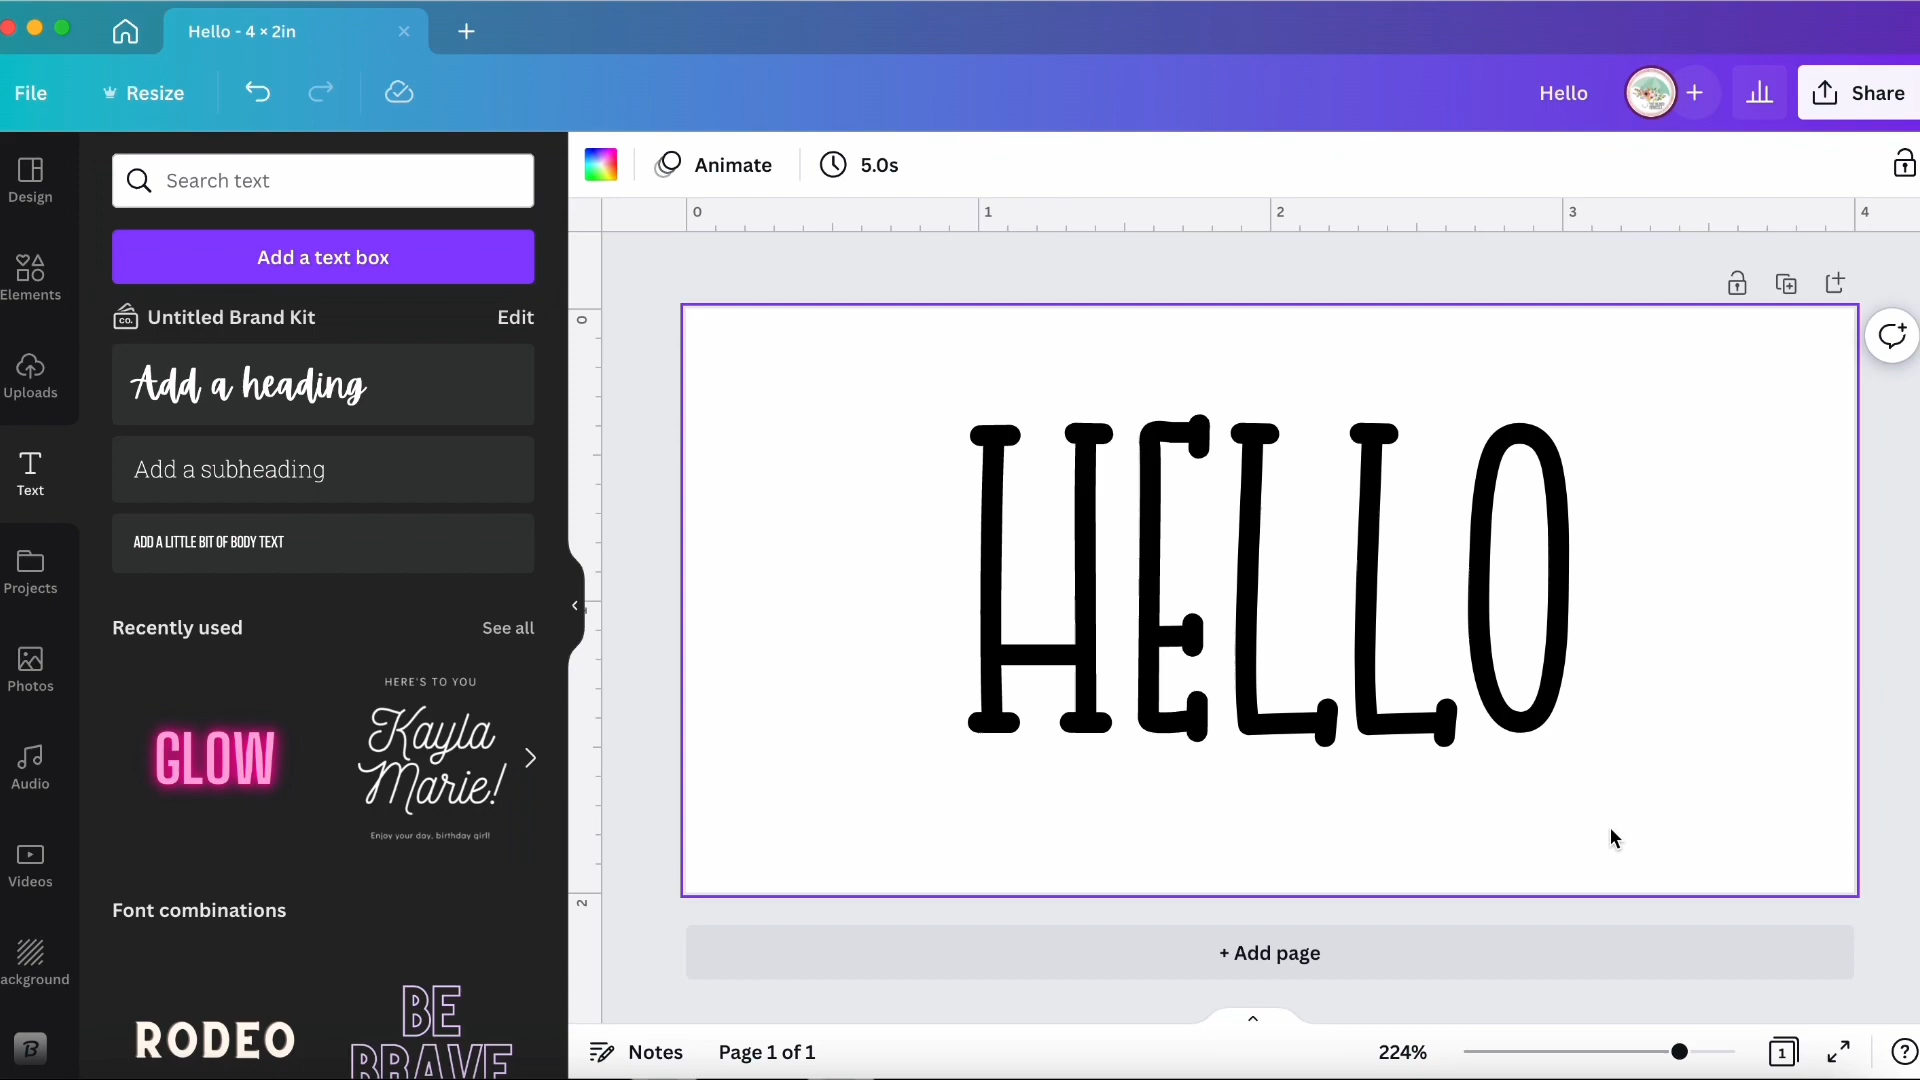 Hello - 4 × 2in
File
Resize
Hello
Share
Design
Elements
Uploads
Text
Projects
Photos
Audio
Videos
ackground
Search text
Add a text box
co.
Untitled Brand Kit
Edit
Add a heading
Add a subheading
ADD A LITTLE BIT OF BODY TEXT
Recently used
See all
GLOW
HERE'S TO YOU
Kayla
Marie!
Enjoy your day, birthday girl!
Font combinations
RODEO
BE
BRAVE
Animate
5.0s
0
1
2
3
4
0
2
HELLO
+ Add page
Notes
Page 1 of 1
224%
1
?